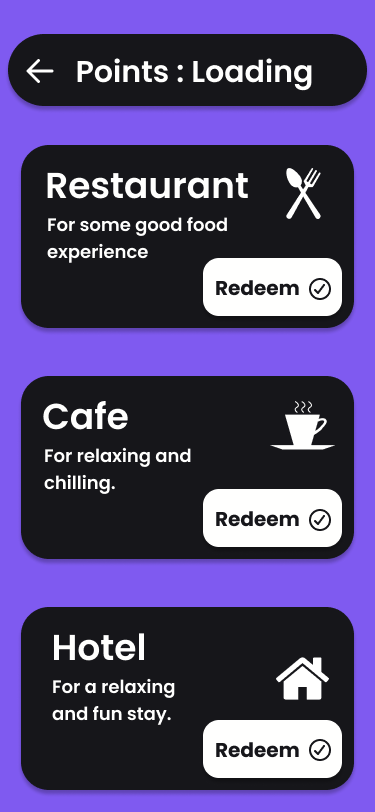 Points : Loading
Restaurant
For some good food
experience
Redeem
Cafe
For relaxing and
chilling.
Redeem
Hotel
For a relaxing
and fun stay.
Redeem